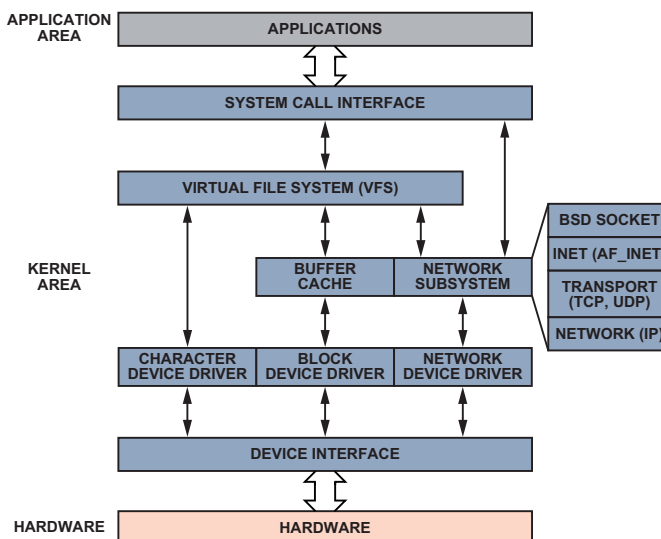 APPLICATION
AREA
APPLICATIONS
SYSTEM CALL INTERFACE
VIRTUAL FILE SYSTEM (VFS)
KERNEL
AREA
BUFFER
CACHE
NETWORK
SUBSYSTEM
BSD SOCKET
INET (AF_INET
TRANSPORT
(TCP, UDP)
NETWORK (IP)
CHARACTER
DEVICE DRIVER
BLOCK
DEVICE DRIVER
NETWORK
DEVICE DRIVER
DEVICE INTERFACE
HARDWARE
HARDWARE